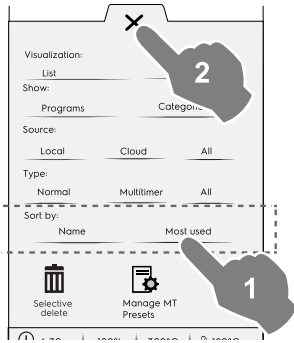 Visualization:
List
2
Show:
Programs
Source:
Local Cloud All
Type:
Normal Multitimer All
Sort by:
Name Most used
1
Selective delete
Manage MT Presets